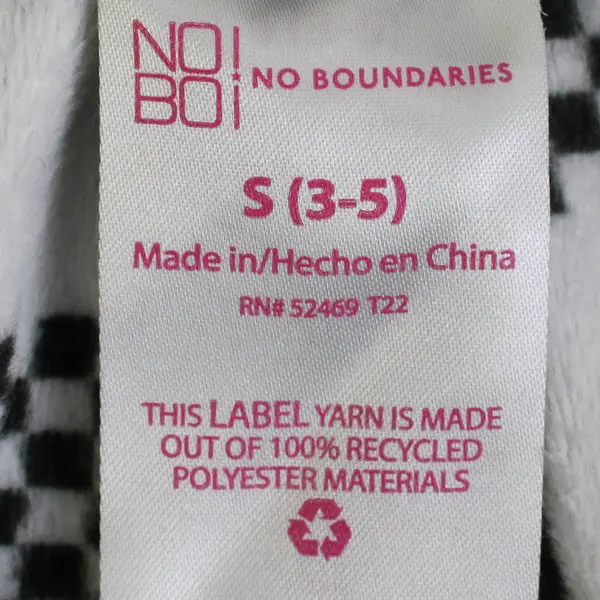 NO!
BO¡ NO BOUNDARIES
S (3-5)
Made in/Hecho en China
RN# 52469 T22
THIS LABEL YARN IS MADE
OUT OF 100% RECYCLED
POLYESTER MATERIALS